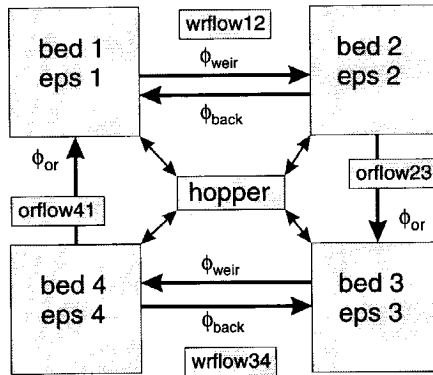 wrflow12
bed 1
eps 1
ϕweir
ϕback
bed 2
eps 2
ϕor
orflow41
hopper
orflow23
ϕor
bed 4
eps 4
ϕweir
ϕback
bed 3
eps 3
wrflow34